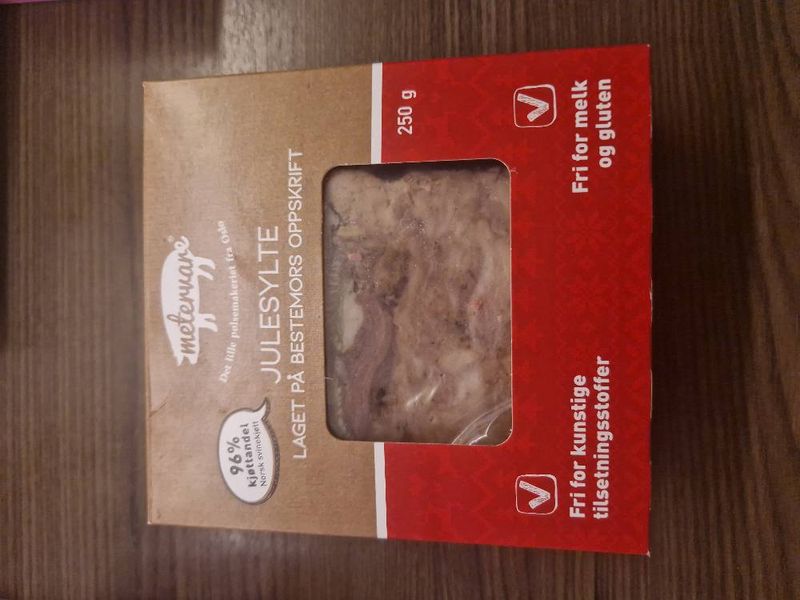 metervare®
Det lille pølsemakeriet fra Oslo
96%
Kjøttandel
Norsk svinekjøtt
JULESYLTE
LAGET PÅ BESTEMORS OPPSKRIFT
250 g
Fri for kunstige
tilsetningsstoffer
Fri for melk
og gluten